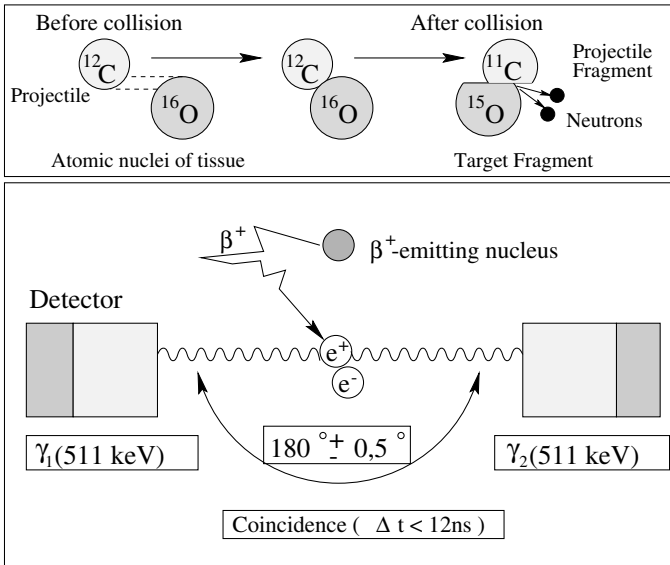 Before collision
After collision
¹²C
¹²C
¹¹C
Projectile
Fragment
Projectile
¹⁶O
¹⁶O
¹⁵O
Neutrons
Atomic nuclei of tissue
Target Fragment
β⁺
β⁺-emitting nucleus
Detector
e⁺
e⁻
γ₁(511 keV)
180 ° ± 0,5 °
γ₂(511 keV)
Coincidence ( Δ t < 12ns )